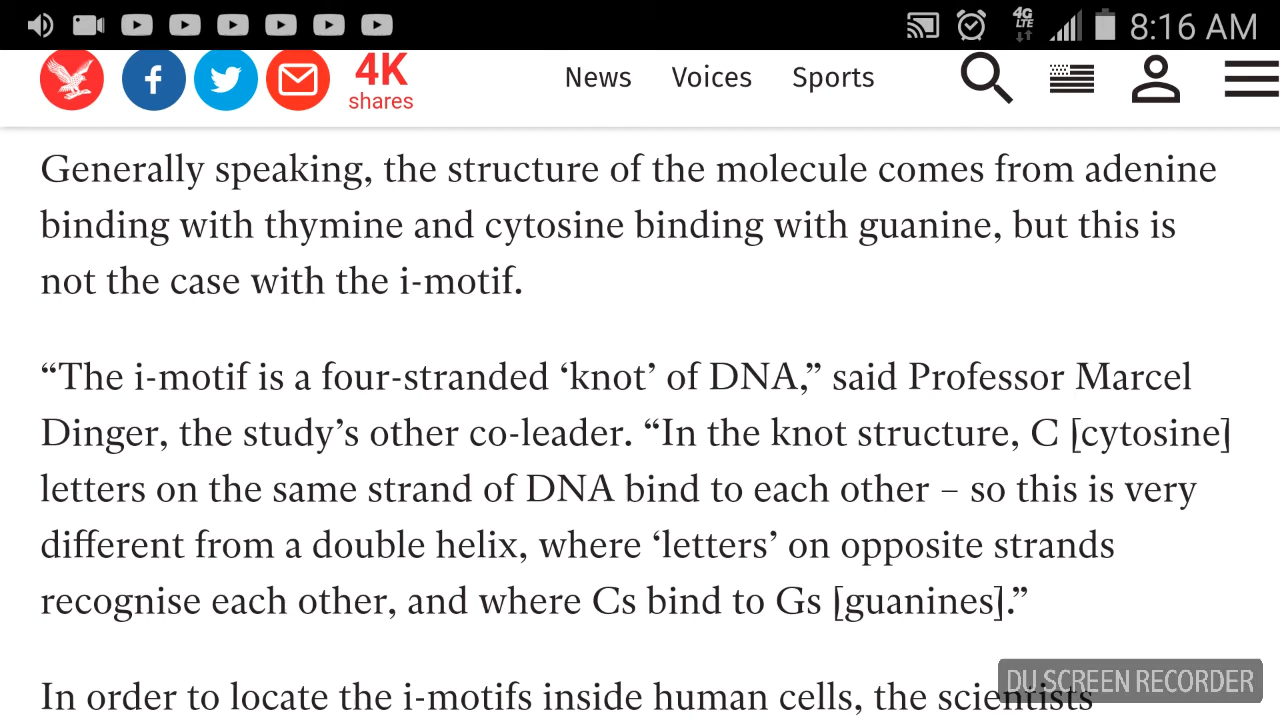 4G
LTE
8:16 AM
4K
shares
News Voices Sports
Generally speaking, the structure of the molecule comes from adenine
binding with thymine and cytosine binding with guanine, but this is
not the case with the i-motif.
“The i-motif is a four-stranded ‘knot’ of DNA,” said Professor Marcel
Dinger, the study’s other co-leader. “In the knot structure, C [cytosine]
letters on the same strand of DNA bind to each other – so this is very
different from a double helix, where ‘letters’ on opposite strands
recognise each other, and where Cs bind to Gs [guanines].”
In order to locate the i-motifs inside human cells, the scientists
DU SCREEN RECORDER